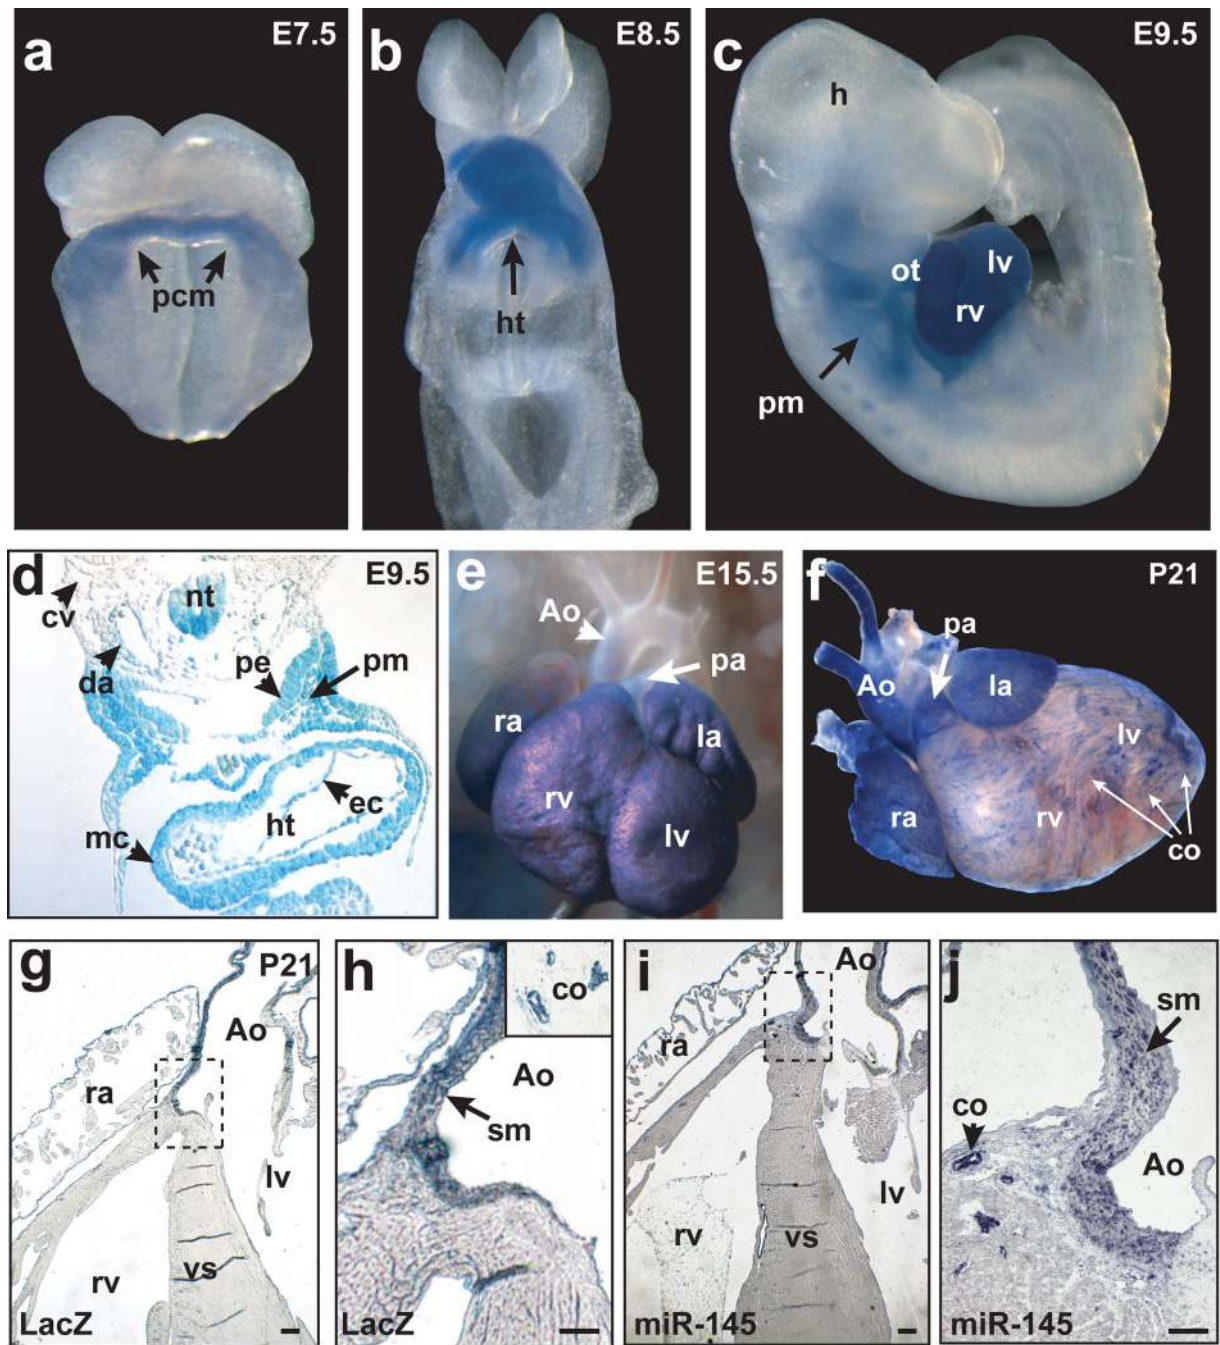 a E7.5
pcm
b E8.5
ht
c E9.5
h
ot lv
rv
pm
d E9.5
cv nt
pe pm
da
ht ec
mc
e E15.5
Ao
pa
ra la
rv
lv
f P21
pa
Ao la
lv
ra rv
co
g P21
Ao
ra
lv
rv vs
LacZ
h co
Ao
sm
LacZ
i Ao
ra
lv
rv vs
miR-145
j
sm
co
Ao
miR-145